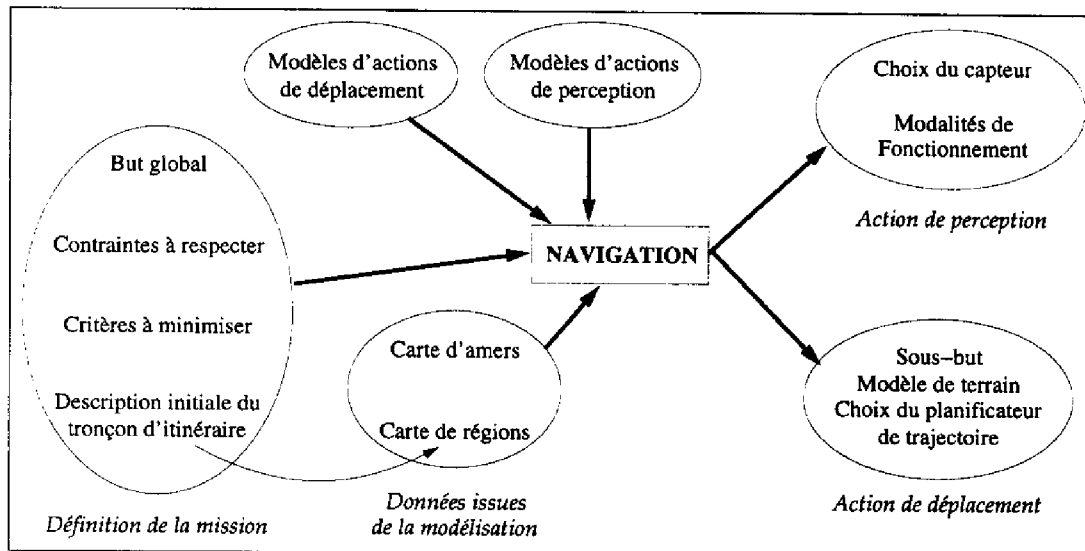 Modèles d'actions
de déplacement
Modèles d'actions
de perception
Choix du capteur
Modalités de
Fonctionnement
Action de perception
But global
Contraintes à respecter
Critères à minimiser
Description initiale du
tronçon d'itinéraire
Définition de la mission
NAVIGATION
Carte d'amers
Carte de régions
Données issues
de la modélisation
Sous-but
Modèle de terrain
Choix du planificateur
de trajectoire
Action de déplacement